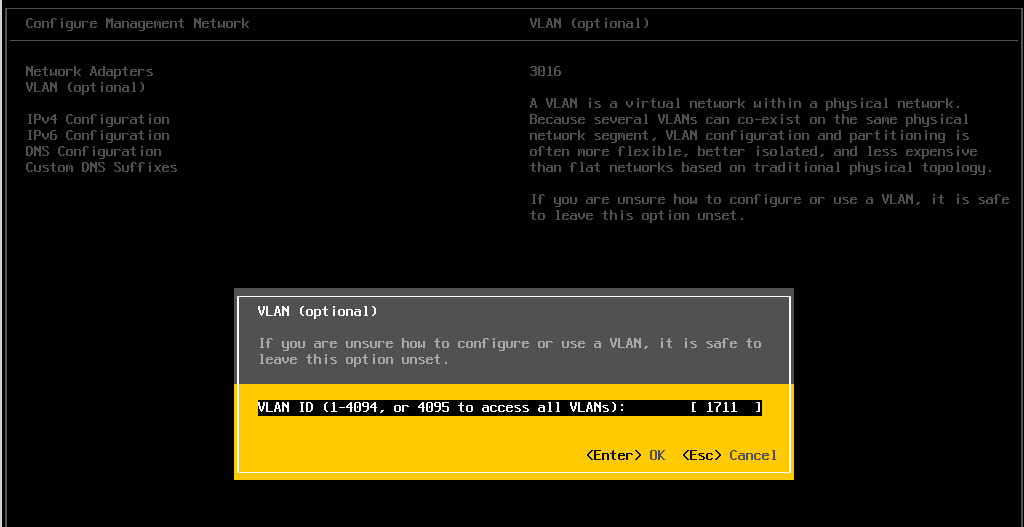 Configure Management Network
VLAN (optional)
Network Adapters
VLAN (optional)
IPv4 Configuration
IPv6 Configuration
DNS Configuration
Custom DNS Suffixes
3016
A VLAN is a virtual network within a physical network.
Because several VLANs can co-exist on the same physical
network segment, VLAN configuration and partitioning is
often more flexible, better isolated, and less expensive
than flat networks based on traditional physical topology.
If you are unsure how to configure or use a VLAN, it is safe
to leave this option unset.
VLAN (optional)
If you are unsure how to configure or use a VLAN, it is safe to
leave this option unset.
VLAN ID (1-4094, or 4095 to access all VLANs): [ 1711 ]
<Enter> OK <Esc> Cancel